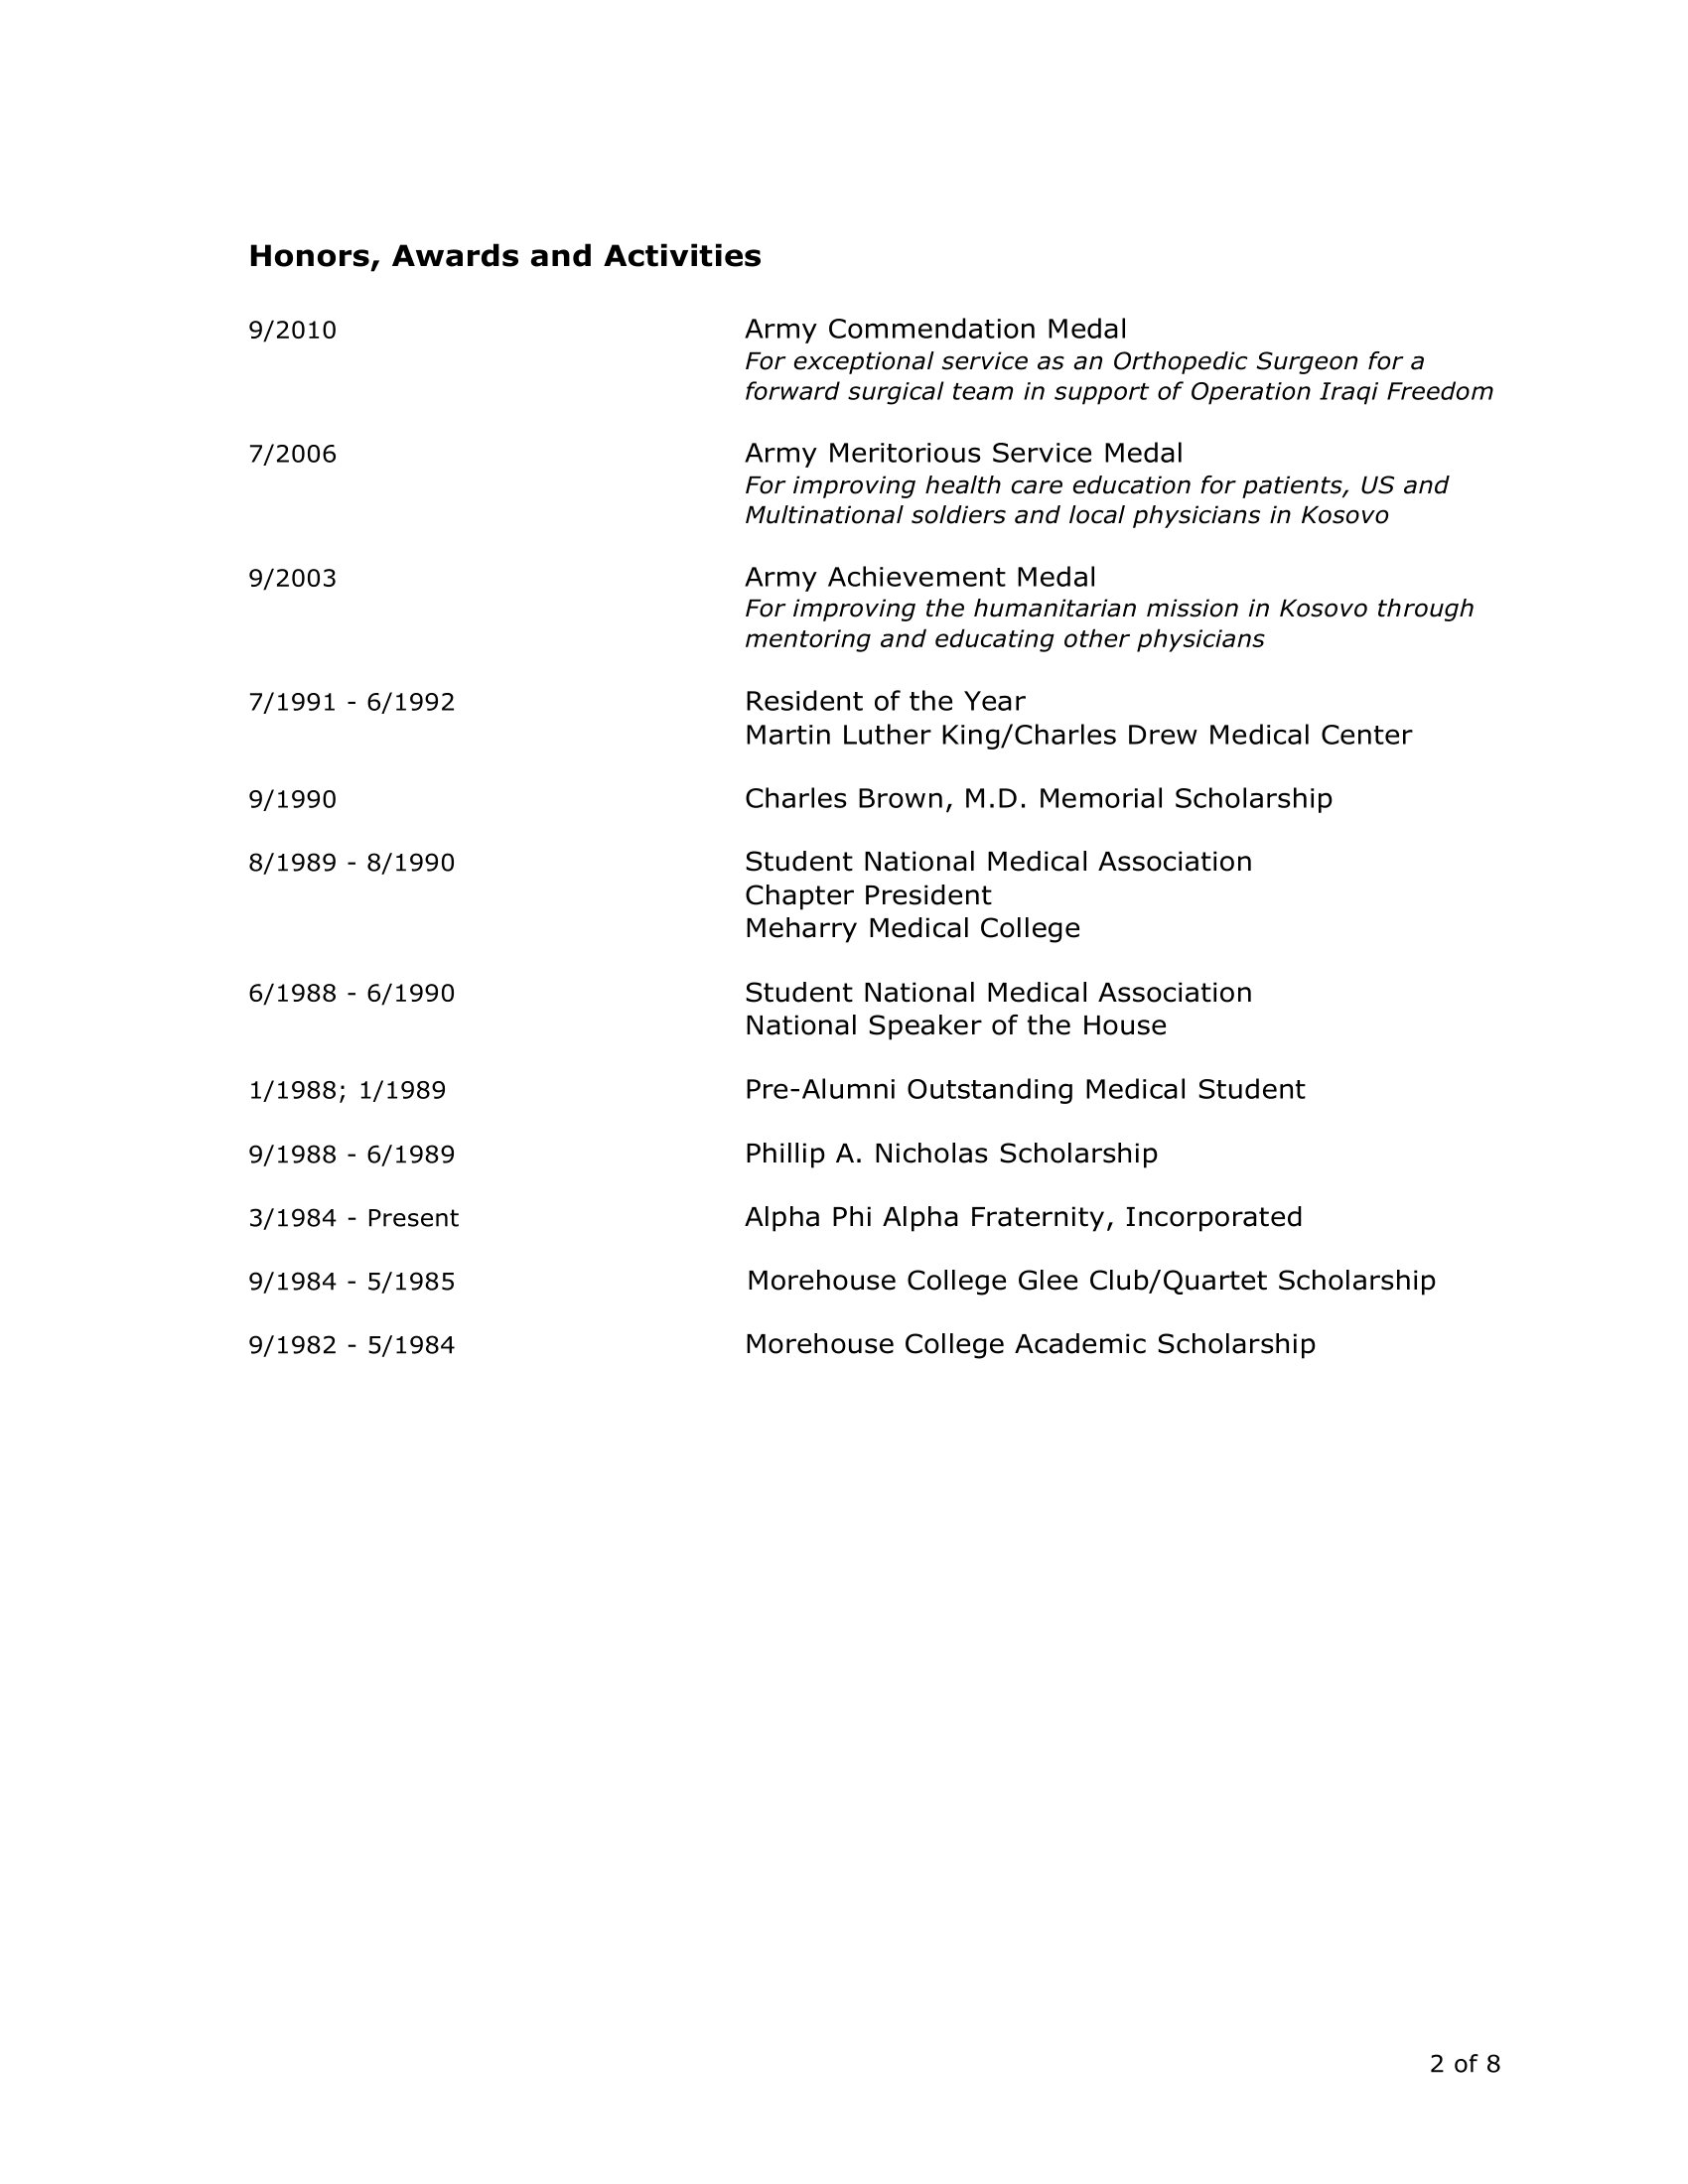 Honors, Awards and Activities
9/2010 Army Commendation Medal
For exceptional service as an Orthopedic Surgeon for a
forward surgical team in support of Operation Iraqi Freedom
7/2006 Army Meritorious Service Medal
For improving health care education for patients, US and
Multinational soldiers and local physicians in Kosovo
9/2003 Army Achievement Medal
For improving the humanitarian mission in Kosovo through
mentoring and educating other physicians
7/1991 - 6/1992 Resident of the Year
Martin Luther King/Charles Drew Medical Center
9/1990 Charles Brown, M.D. Memorial Scholarship
8/1989 - 8/1990 Student National Medical Association
Chapter President
Meharry Medical College
6/1988 - 6/1990 Student National Medical Association
National Speaker of the House
1/1988; 1/1989 Pre-Alumni Outstanding Medical Student
9/1988 - 6/1989 Phillip A. Nicholas Scholarship
3/1984 - Present Alpha Phi Alpha Fraternity, Incorporated
9/1984 - 5/1985 Morehouse College Glee Club/Quartet Scholarship
9/1982 - 5/1984 Morehouse College Academic Scholarship
2 of 8